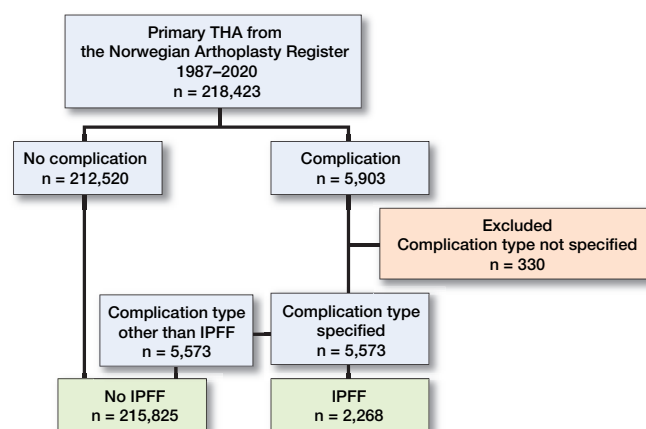 Primary THA from
the Norwegian Arthoplasty Register
1987–2020
n = 218,423
No complication
n = 212,520
Complication
n = 5,903
Excluded
Complication type not specified
n = 330
Complication type
other than IPFF
n = 5,573
Complication type
specified
n = 5,573
No IPFF
n = 215,825
IPFF
n = 2,268